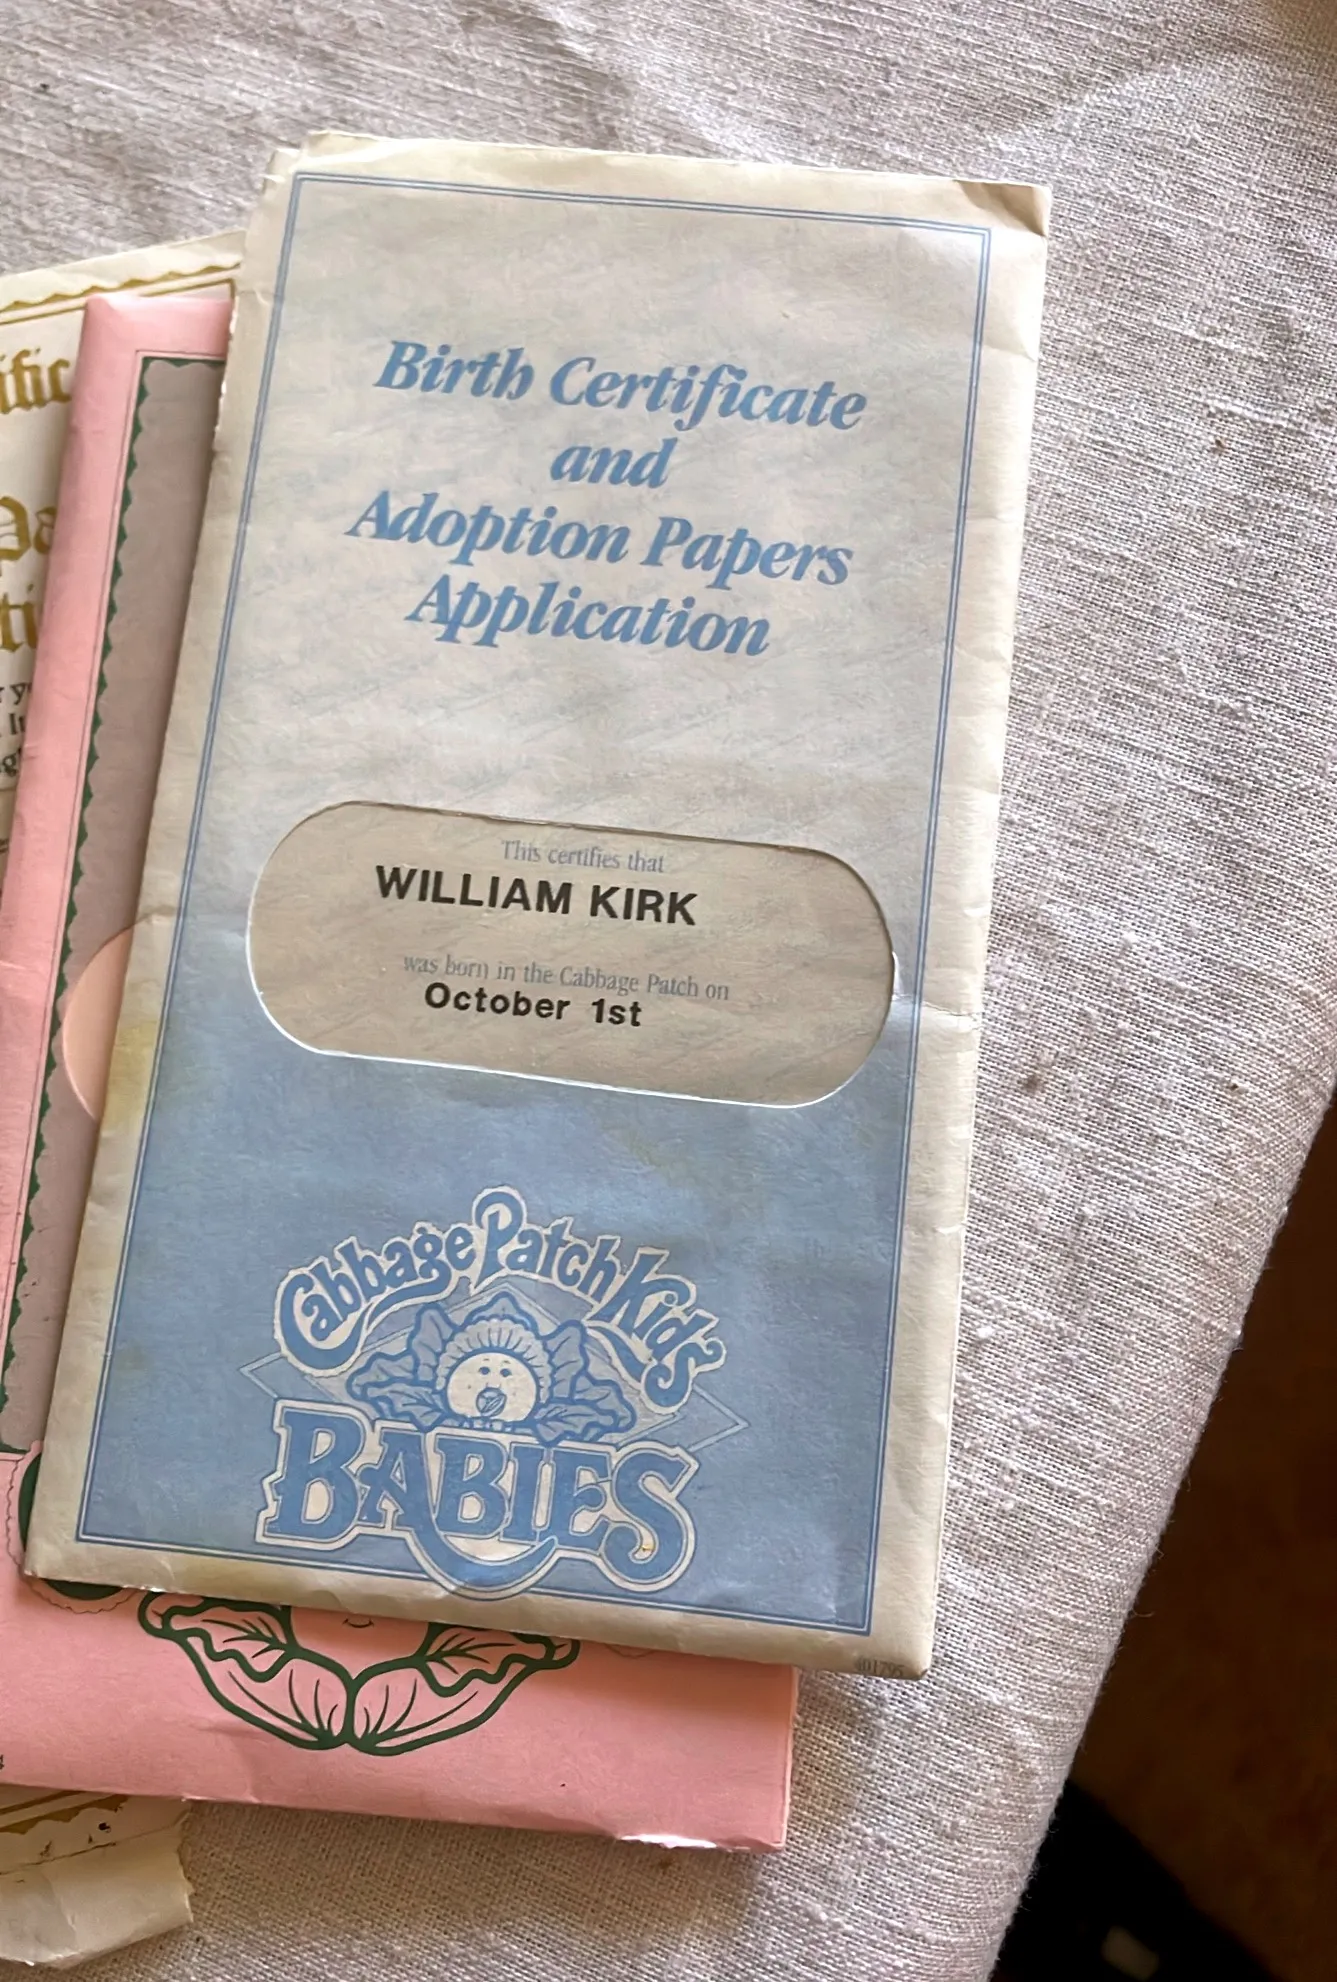 Birth Certificate
and
Adoption Papers
Application
This certifies that
WILLIAM KIRK
was born in the Cabbage Patch on
October 1st
Cabbage Patch Kids
BABIES